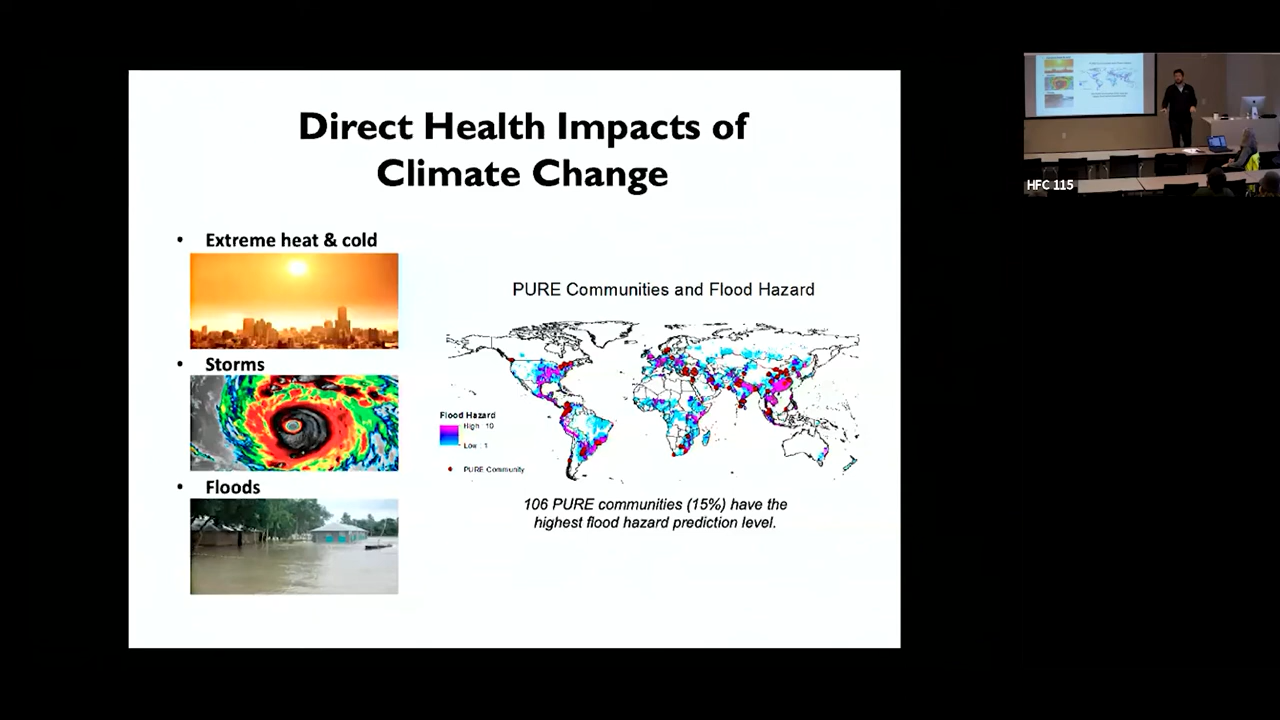 Direct Health Impacts of
Climate Change
• Extreme heat & cold
• Storms
• Floods
PURE Communities and Flood Hazard
Flood Hazard
High : 10
Low : 1
PURE Community
106 PURE communities (15%) have the
highest flood hazard prediction level.
HFC 115